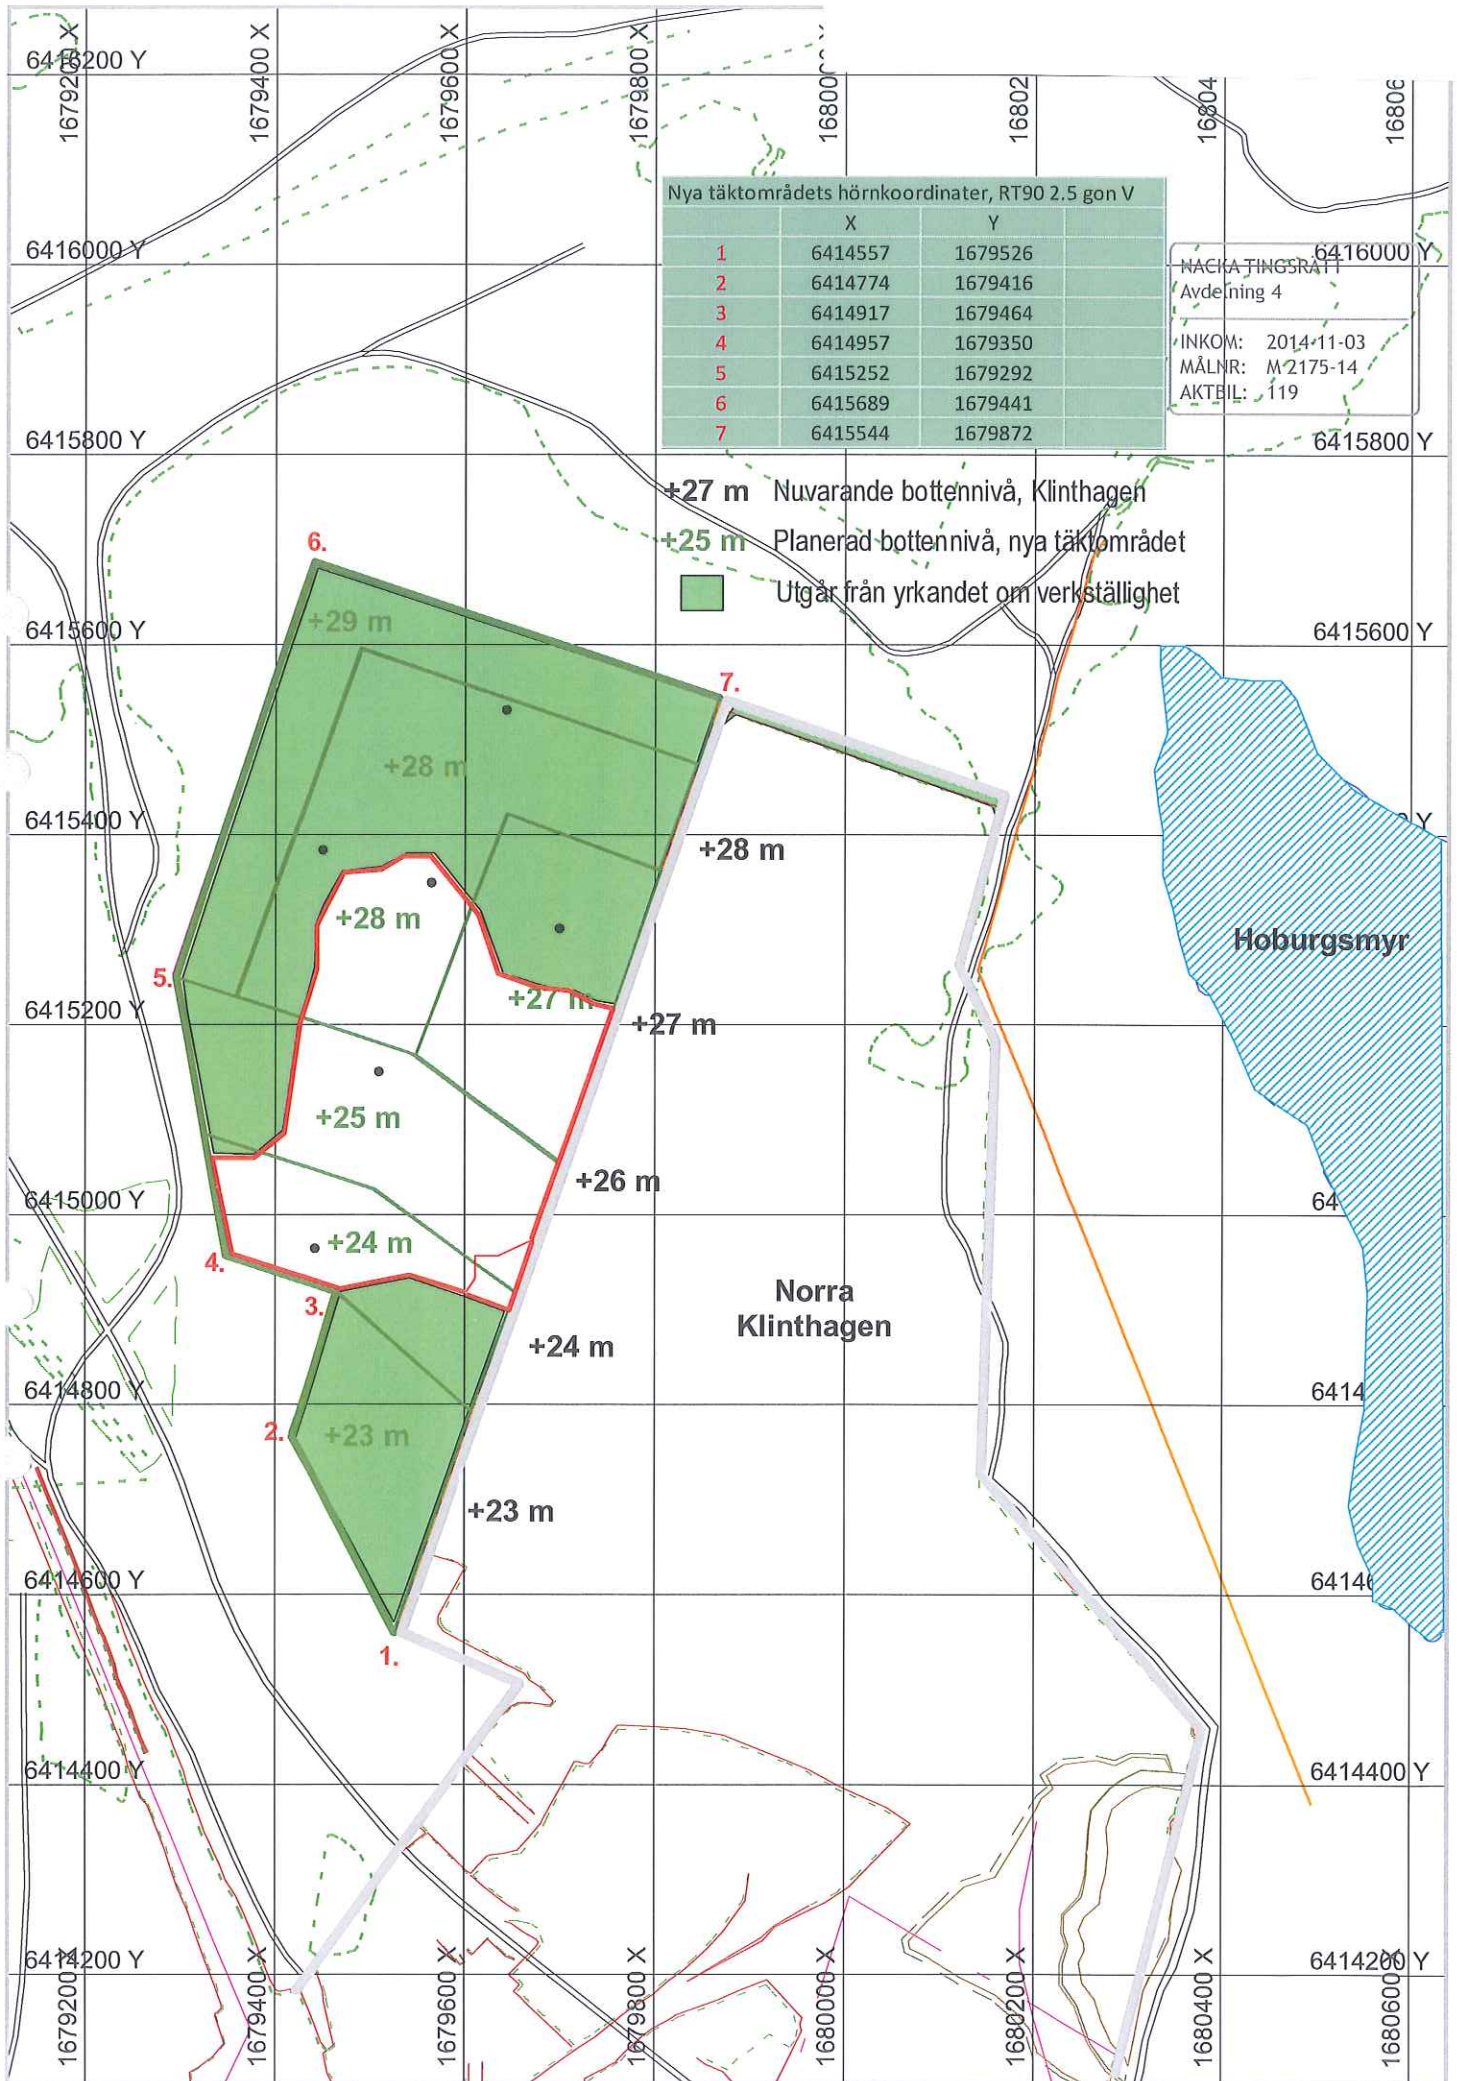 1679200 X
1679400 X
1679600 X
1679800 X
168000
16802
16804
16806
6416200 Y
Nya täktområdets hörnkoordinater, RT90 2.5 gon V
X Y
1 6414557 1679526
2 6414774 1679416
3 6414917 1679464
4 6414957 1679350
5 6415252 1679292
6 6415689 1679441
7 6415544 1679872
6416000 Y
6416000 Y
NACKA TINGSRÄTT
Avdelning 4
INKOM: 2014-11-03
MÅLNR: M 2175-14
AKTBIL: 119
6415800 Y
6415800 Y
+27 m Nuvarande bottennivå, Klinthagen
+25 m Planerad bottennivå, nya täktområdet
Utgår från yrkandet om verkställighet
6.
+29 m
6415600 Y
6415600 Y
7.
+28 m
6415400 Y
Y
+28 m
+28 m
Hoburgsmyr
5.
+27 m
6415200 Y
+27 m
+25 m
+26 m
6415000 Y
64
+24 m
4.
3.
Norra
Klinthagen
+24 m
6414800 Y
6414
2.
+23 m
+23 m
6414600 Y
64146
1.
6414400 Y
6414400 Y
6414200 Y
6414200 Y
1679200 X
1679400 X
1679600 X
1679800 X
1680000 X
1680200 X
1680400 X
1680600 X